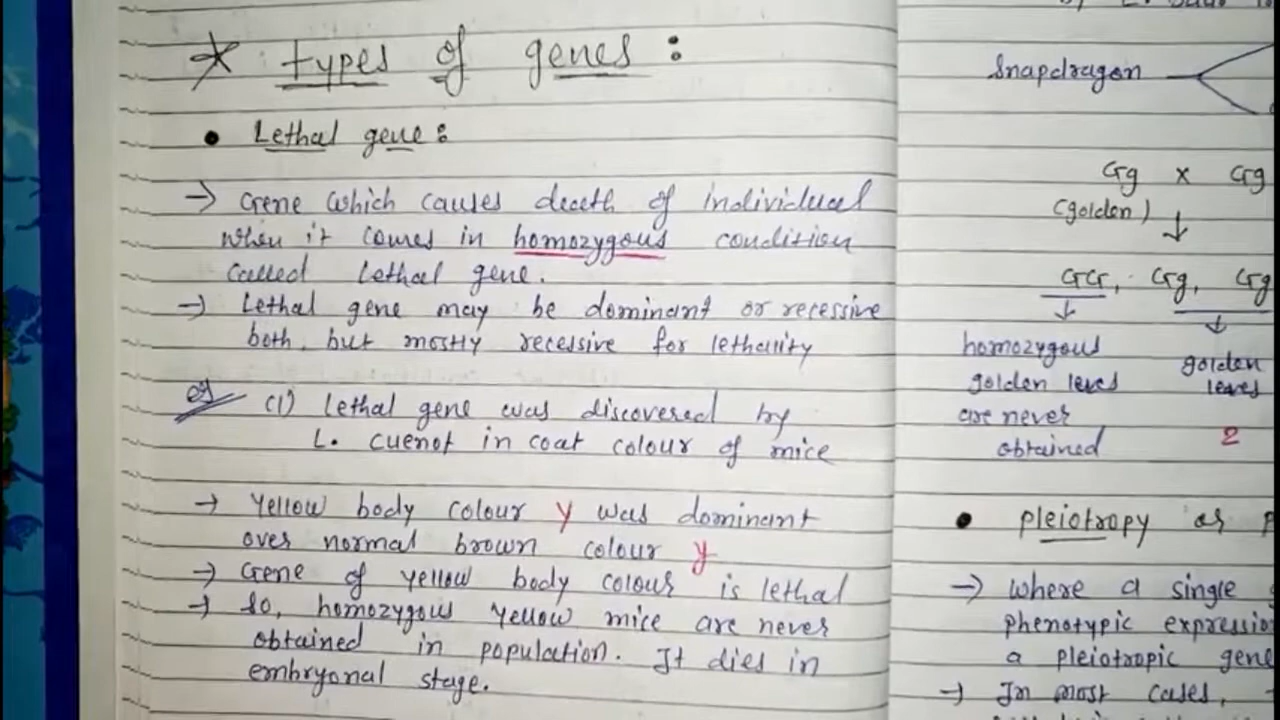 * Types of genes :
• Lethal gene :
→ Gene which causes death of individual
when it comes in homozygous condition
called lethal gene.
→ Lethal gene may be dominant or recessive
both, but mostly recessive for lethality
eg (1) lethal gene was discovered by
L. cuenot in coat colour of mice
→ Yellow body colour Y was dominant
over normal brown colour y
→ Gene of yellow body colour is lethal
→ So, homozygous yellow mice are never
obtained in population. It dies in
embryonal stage.
Snapdragon
Gg x Gg
(golden) ↓
GG, Gg, Gg
↓ ↓
homozygous
golden leves
are never
obtained
golden
leaves
2
• pleiotropy or
→ where a single
phenotypic
a pleiotropic gene
→ In most cases,